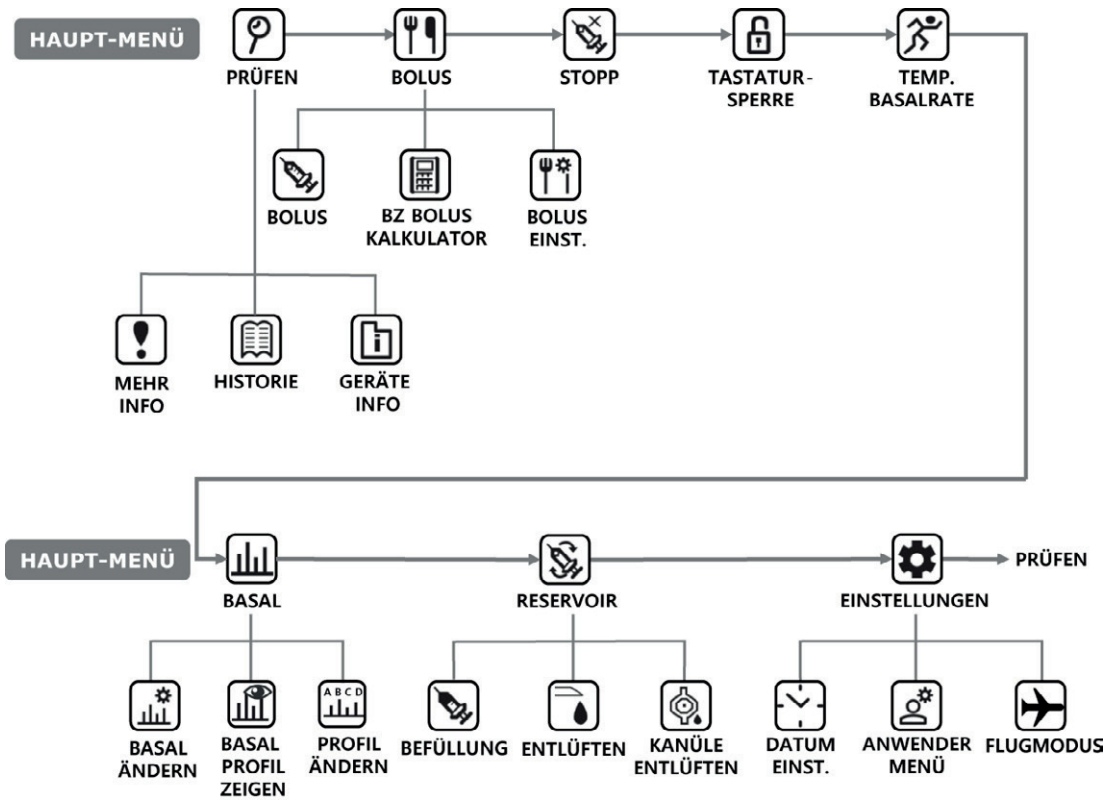 HAUPT-MENÜ
PRÜFEN
BOLUS
STOPP
TASTATUR-
SPERRE
TEMP.
BASALRATE
BOLUS
BZ BOLUS
KALKULATOR
BOLUS
EINST.
MEHR
INFO
HISTORIE
GERÄTE
INFO
HAUPT-MENÜ
BASAL
RESERVOIR
EINSTELLUNGEN
PRÜFEN
BASAL
ÄNDERN
BASAL
PROFIL
ZEIGEN
A B C D
PROFIL
ÄNDERN
BEFÜLLUNG
ENTLÜFTEN
KANÜLE
ENTLÜFTEN
DATUM
EINST.
ANWENDER
MENÜ
FLUGMODUS